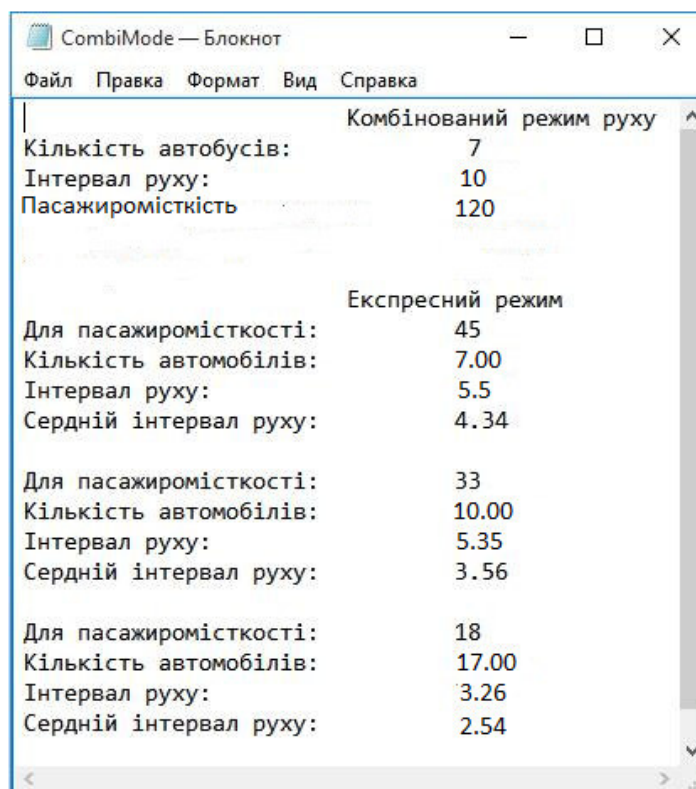 CombiMode — Блокнот
Файл Правка Формат Вид Справка
Комбінований режим руху
Кількість автобусів: 7
Інтервал руху: 10
Пасажиромісткість 120
Експресний режим
Для пасажиромісткості: 45
Кількість автомобілів: 7.00
Інтервал руху: 5.5
Сердній інтервал руху: 4.34
Для пасажиромісткості: 33
Кількість автомобілів: 10.00
Інтервал руху: 5.35
Сердній інтервал руху: 3.56
Для пасажиромісткості: 18
Кількість автомобілів: 17.00
Інтервал руху: 3.26
Сердній інтервал руху: 2.54